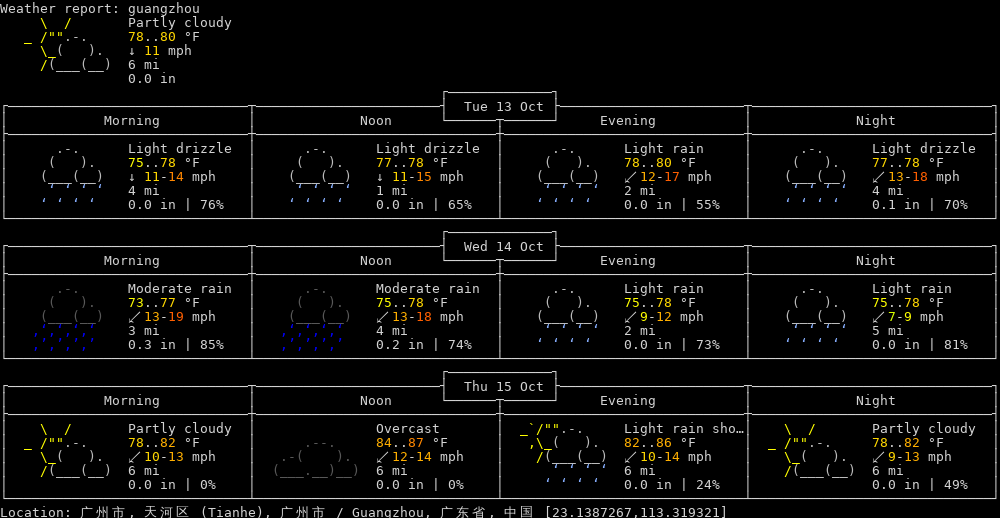 Weather report: guangzhou
Partly cloudy
78..80 °F
↓ 11 mph
6 mi
0.0 in
Tue 13 Oct
Morning Noon Evening Night
Light drizzle Light drizzle Light rain Light drizzle
75..78 °F 77..78 °F 78..80 °F 77..78 °F
↓ 11-14 mph ↓ 11-15 mph ↙ 12-17 mph ↙ 13-18 mph
4 mi 1 mi 2 mi 4 mi
0.0 in | 76% 0.0 in | 65% 0.0 in | 55% 0.1 in | 70%
Wed 14 Oct
Morning Noon Evening Night
Moderate rain Moderate rain Light rain Light rain
73..77 °F 75..78 °F 75..78 °F 75..78 °F
↙ 13-19 mph ↙ 13-18 mph ↙ 9-12 mph ↙ 7-9 mph
3 mi 4 mi 2 mi 5 mi
0.3 in | 85% 0.2 in | 74% 0.0 in | 73% 0.0 in | 81%
Thu 15 Oct
Morning Noon Evening Night
Partly cloudy Overcast Light rain sho… Partly cloudy
78..82 °F 84..87 °F 82..86 °F 78..82 °F
↙ 10-13 mph ↙ 12-14 mph ↙ 10-14 mph ↙ 9-13 mph
6 mi 6 mi 6 mi 6 mi
0.0 in | 0% 0.0 in | 0% 0.0 in | 24% 0.0 in | 49%
Location: 广州市, 天河区 (Tianhe), 广州市 / Guangzhou, 广东省, 中国 [23.1387267,113.319321]